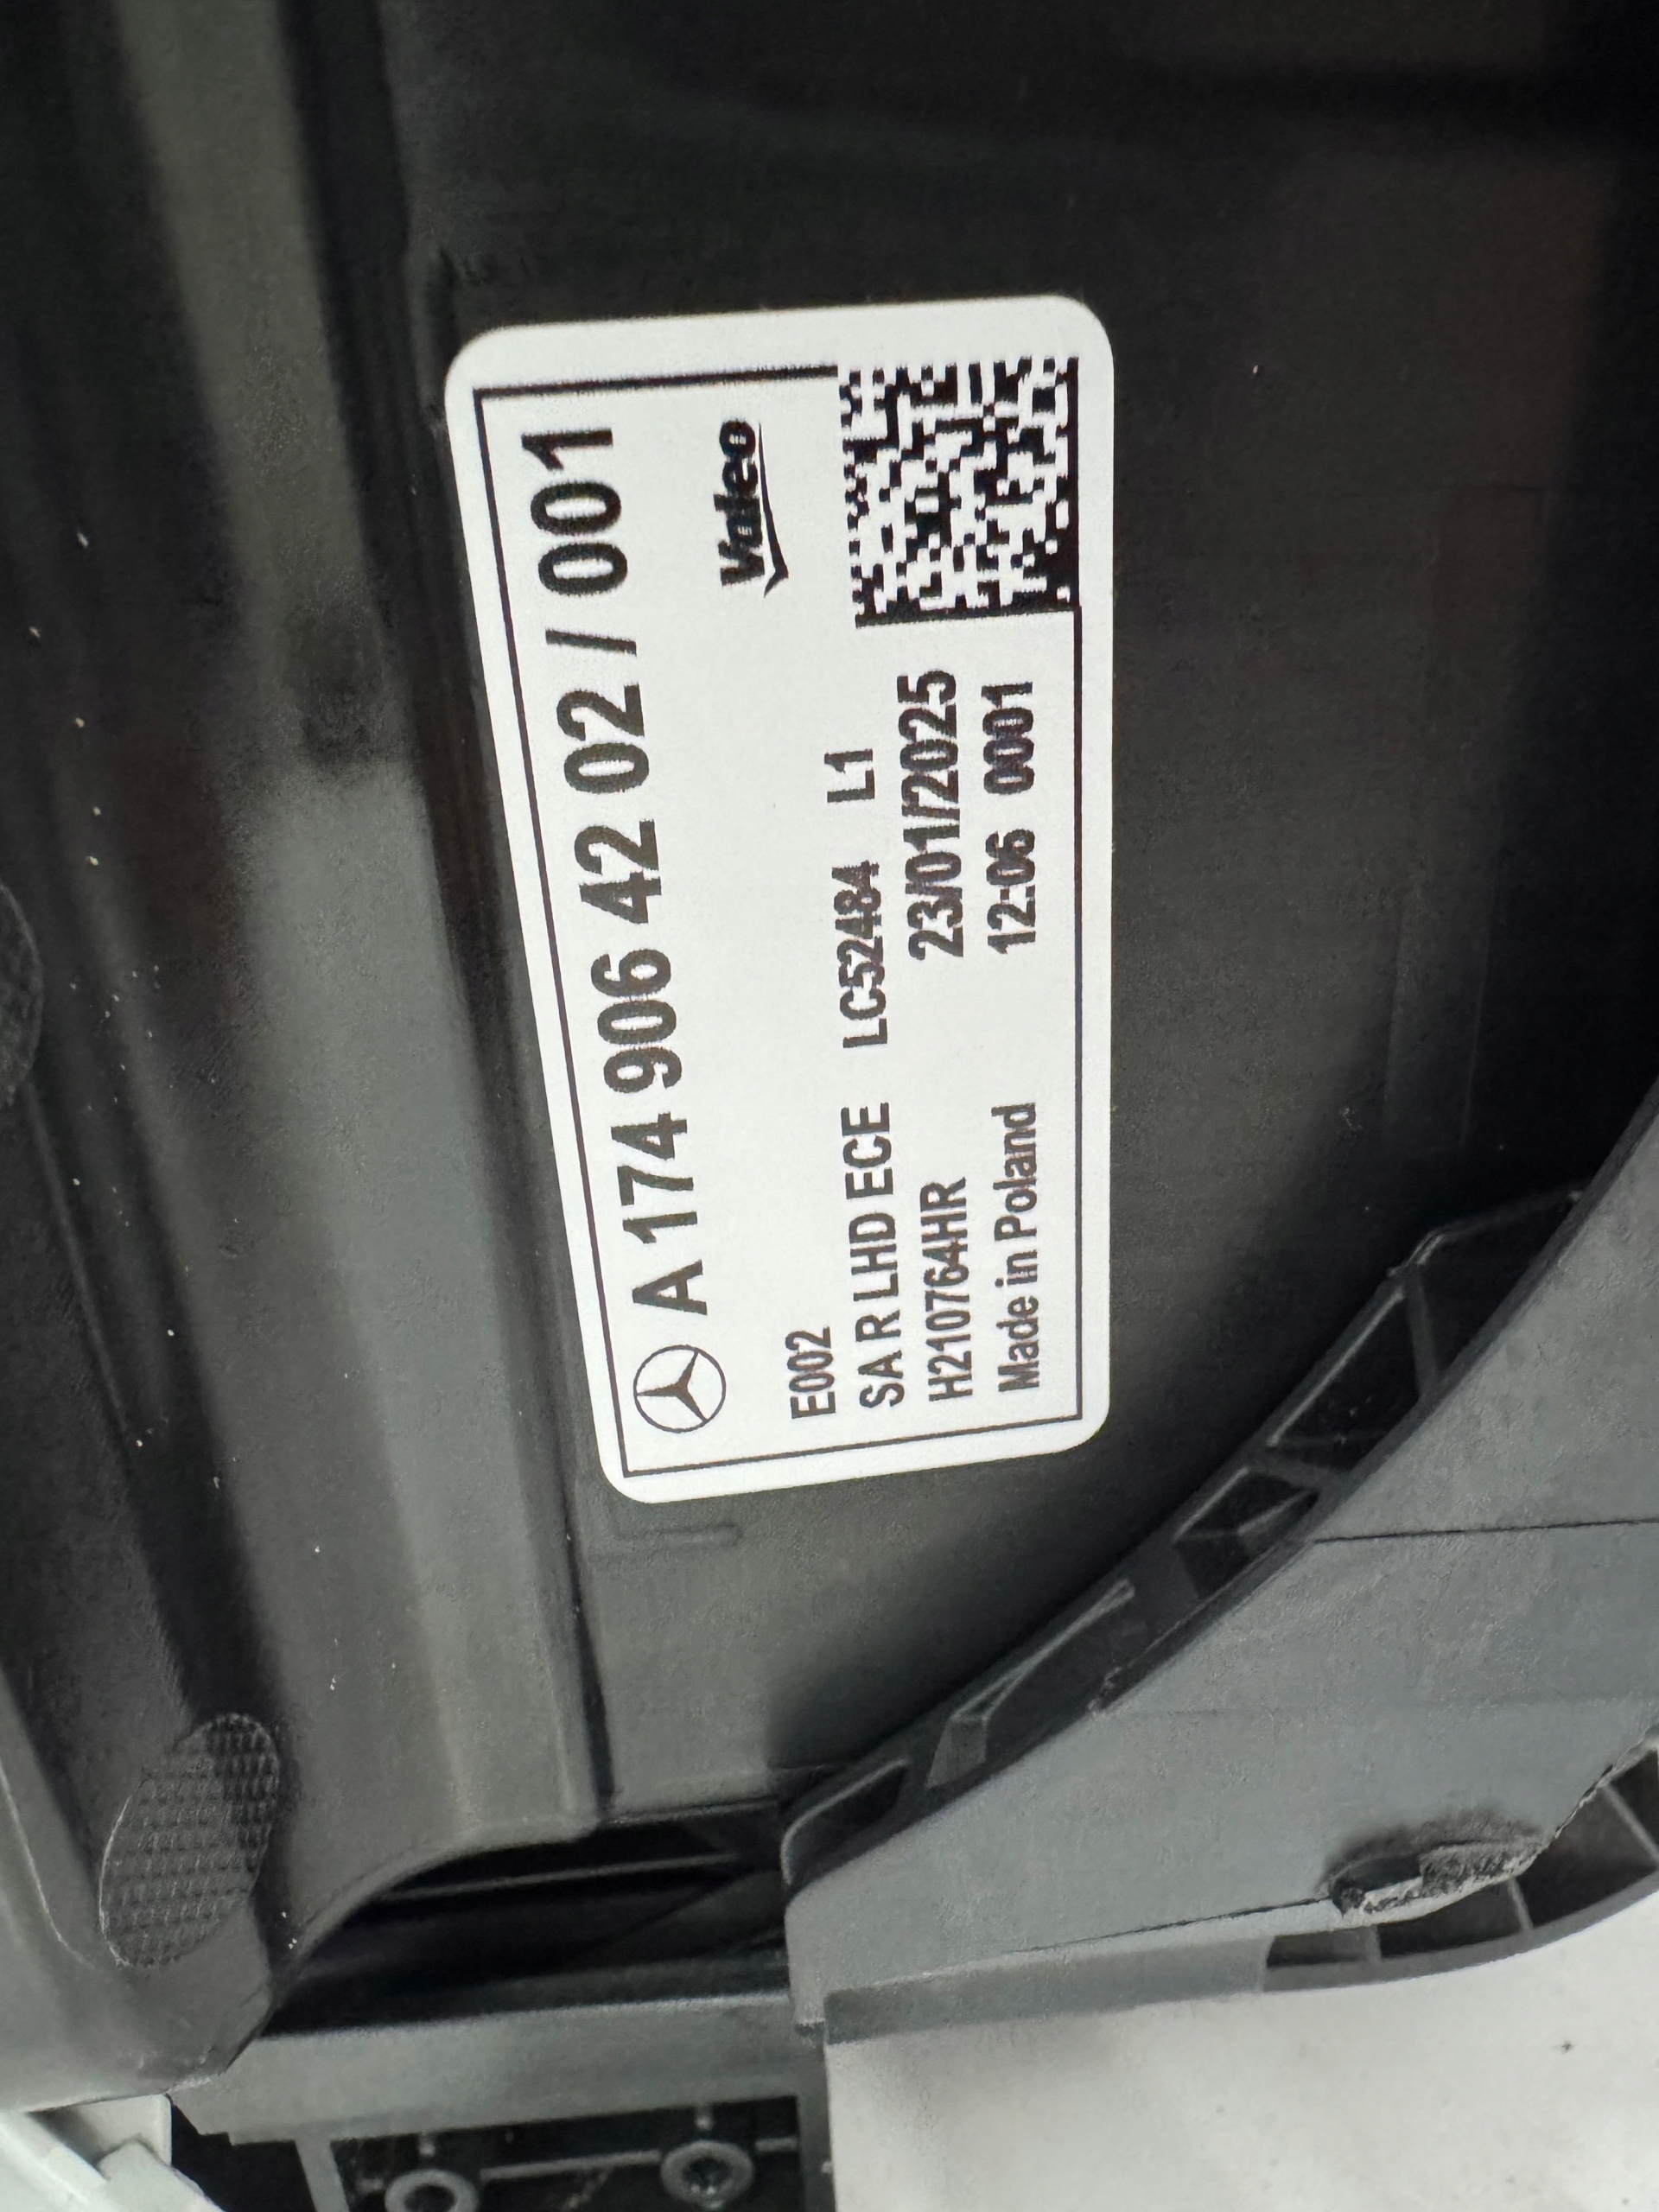 A 174 906 42 02 / 001
Valeo
E002
SA R LHD ECE LC52484 L1
H210764HR 23/01/2025
Made in Poland 12:06 0001